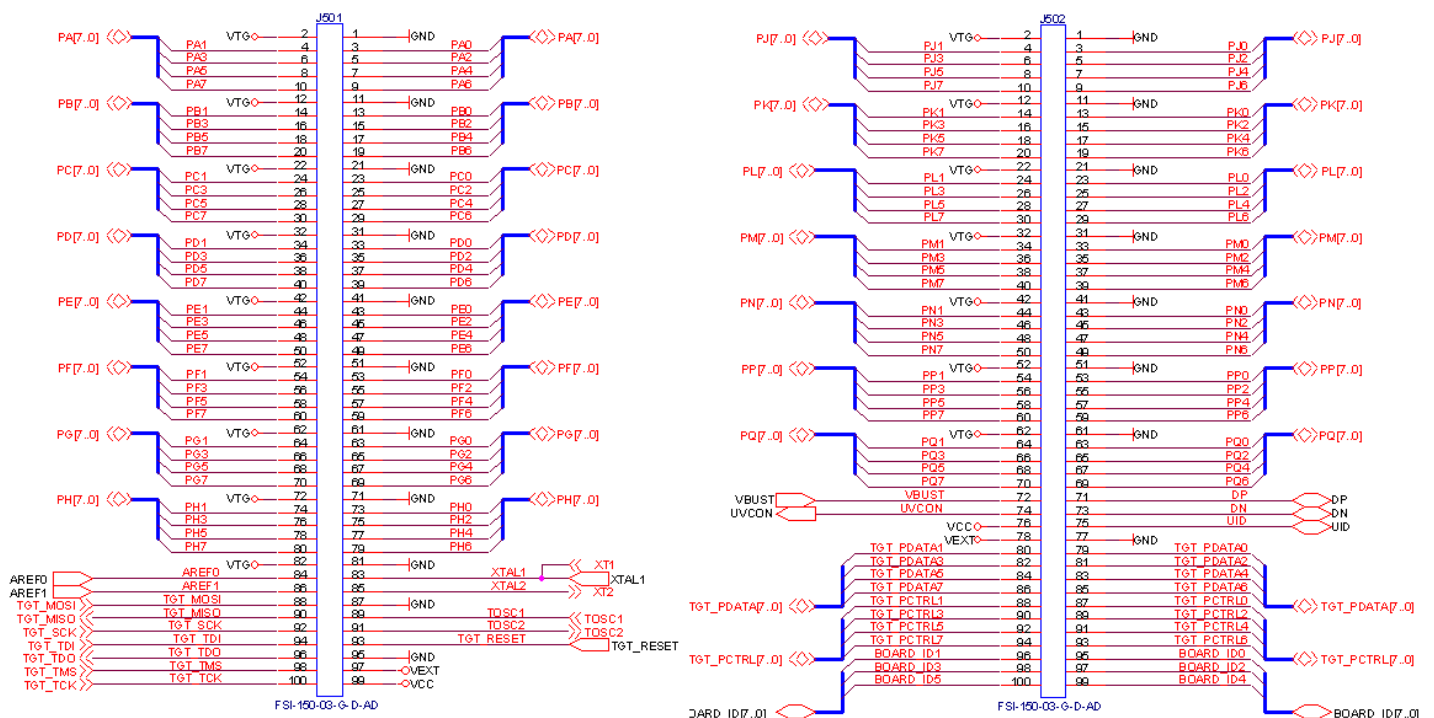 J501
PA[7..0] VTG 2 1 GND PA[7..0]
PA1 4 3 PA0
PA3 6 5 PA2
PA5 8 7 PA4
PA7 10 9 PA6
PB[7..0] VTG 12 11 GND PB[7..0]
PB1 14 13 PB0
PB3 16 15 PB2
PB5 18 17 PB4
PB7 20 19 PB6
PC[7..0] VTG 22 21 GND PC[7..0]
PC1 24 23 PC0
PC3 26 25 PC2
PC5 28 27 PC4
PC7 30 29 PC6
PD[7..0] VTG 32 31 GND PD[7..0]
PD1 34 33 PD0
PD3 36 35 PD2
PD5 38 37 PD4
PD7 40 39 PD6
PE[7..0] VTG 42 41 GND PE[7..0]
PE1 44 43 PE0
PE3 46 45 PE2
PE5 48 47 PE4
PE7 50 49 PE6
PF[7..0] VTG 52 51 GND PF[7..0]
PF1 54 53 PF0
PF3 56 55 PF2
PF5 58 57 PF4
PF7 60 59 PF6
PG[7..0] VTG 62 61 GND PG[7..0]
PG1 64 63 PG0
PG3 66 65 PG2
PG5 68 67 PG4
PG7 70 69 PG6
PH[7..0] VTG 72 71 GND PH[7..0]
PH1 74 73 PH0
PH3 76 75 PH2
PH5 78 77 PH4
PH7 80 79 PH6
VTG 82 81 GND XT1
AREF0 AREF0 84 83 XTAL1 XTAL1
AREF1 AREF1 86 85 XTAL2 XT2
TGT_MOSI TGT_MOSI 88 87 GND
TGT_MISO TGT_MISO 90 89 TOSC1 TOSC1
TGT_SCK TGT_SCK 92 91 TOSC2 TOSC2
TGT_TDI TGT_TDI 94 93 TGT_RESET TGT_RESET
TGT_TDO TGT_TDO 96 95 GND
TGT_TMS TGT_TMS 98 97 VEXT
TGT_TCK TGT_TCK 100 99 VCC
FSI-150-03-G-D-AD
J502
PJ[7..0] VTG 2 1 GND PJ[7..0]
PJ1 4 3 PJ0
PJ3 6 5 PJ2
PJ5 8 7 PJ4
PJ7 10 9 PJ6
PK[7..0] VTG 12 11 GND PK[7..0]
PK1 14 13 PK0
PK3 16 15 PK2
PK5 18 17 PK4
PK7 20 19 PK6
PL[7..0] VTG 22 21 GND PL[7..0]
PL1 24 23 PL0
PL3 26 25 PL2
PL5 28 27 PL4
PL7 30 29 PL6
PM[7..0] VTG 32 31 GND PM[7..0]
PM1 34 33 PM0
PM3 36 35 PM2
PM5 38 37 PM4
PM7 40 39 PM6
PN[7..0] VTG 42 41 GND PN[7..0]
PN1 44 43 PN0
PN3 46 45 PN2
PN5 48 47 PN4
PN7 50 49 PN6
PP[7..0] VTG 52 51 GND PP[7..0]
PP1 54 53 PP0
PP3 56 55 PP2
PP5 58 57 PP4
PP7 60 59 PP6
PQ[7..0] VTG 62 61 GND PQ[7..0]
PQ1 64 63 PQ0
PQ3 66 65 PQ2
PQ5 68 67 PQ4
PQ7 70 69 PQ6
VBUST VBUST 72 71 DP DP
UVCON UVCON 74 73 DN DN
VCC 76 75 UID UID
VEXT 78 77 GND
TGT_PDATA1 80 79 TGT_PDATA0
TGT_PDATA3 82 81 TGT_PDATA2
TGT_PDATA5 84 83 TGT_PDATA4
TGT_PDATA7 86 85 TGT_PDATA6
TGT_PDATA[7..0] TGT_PCTRL1 88 87 TGT_PCTRL0 TGT_PDATA[7..0]
TGT_PCTRL3 90 89 TGT_PCTRL2
TGT_PCTRL5 92 91 TGT_PCTRL4
TGT_PCTRL7 94 93 TGT_PCTRL6
TGT_PCTRL[7..0] BOARD_ID1 96 95 BOARD_ID0 TGT_PCTRL[7..0]
BOARD_ID3 98 97 BOARD_ID2
BOARD_ID5 100 99 BOARD_ID4
FSI-150-03-G-D-AD
OARD_ID[7..0] BOARD_ID[7..0]